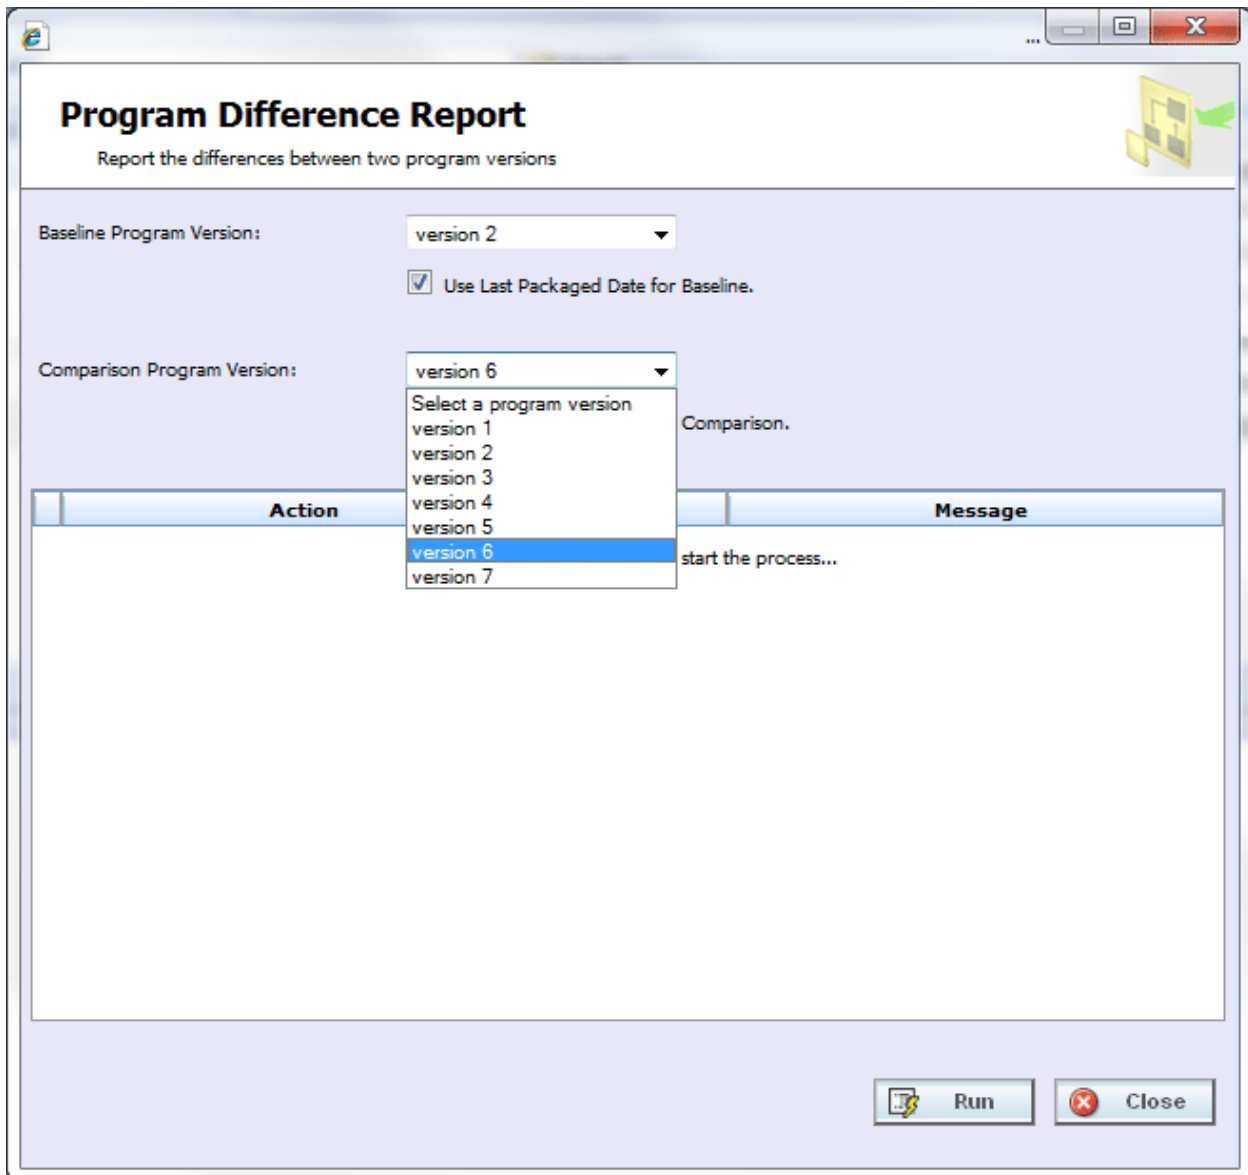 ...
Program Difference Report
Report the differences between two program versions
Baseline Program Version:
version 2
Use Last Packaged Date for Baseline.
Comparison Program Version:
version 6
Select a program version
version 1
version 2
version 3
version 4
version 5
version 6
version 7
Comparison.
Action
Message
start the process...
Run
Close